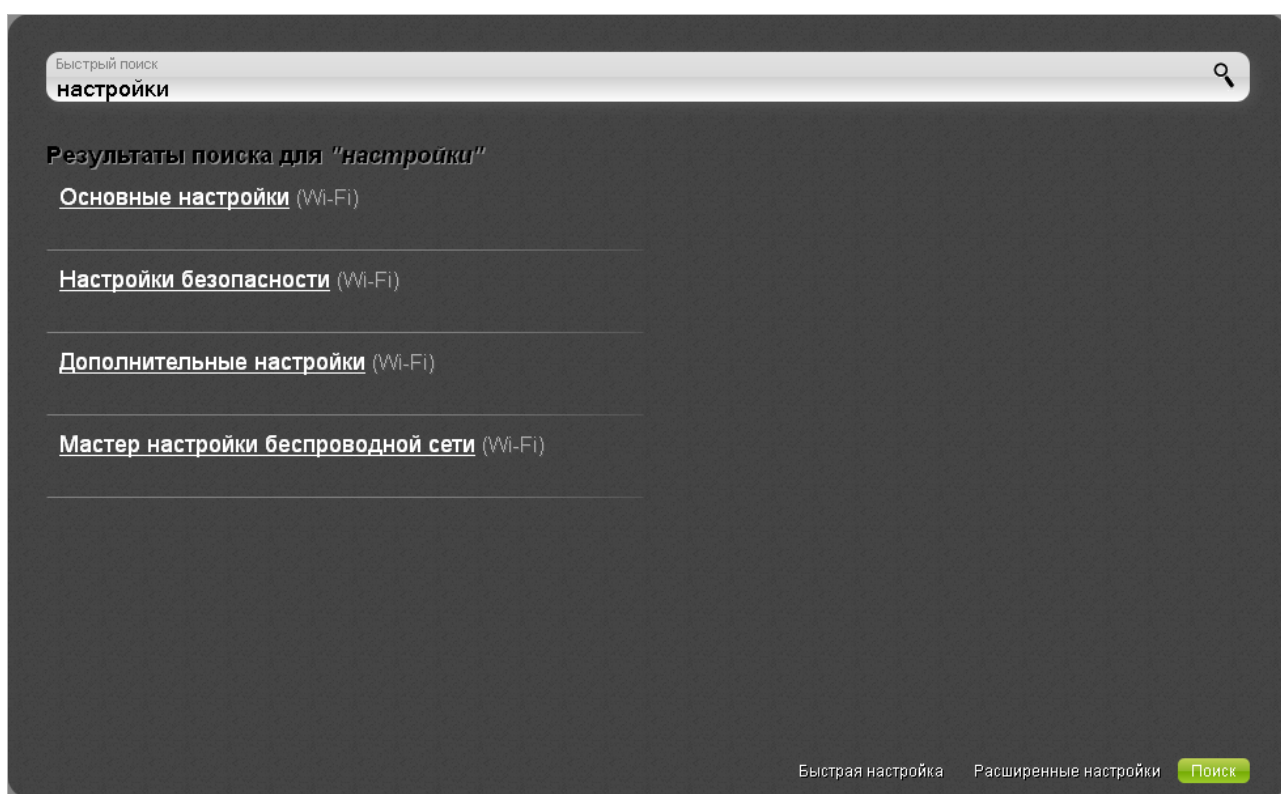 Быстрый поиск
настройки
Результаты поиска для "настройки"
Основные настройки (Wi-Fi)
Настройки безопасности (Wi-Fi)
Дополнительные настройки (Wi-Fi)
Мастер настройки беспроводной сети (Wi-Fi)
Быстрая настройка Расширенные настройки Поиск